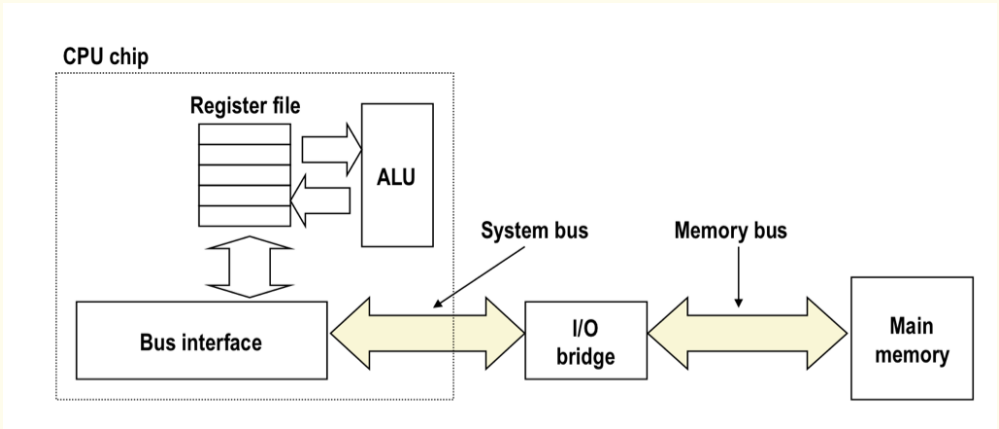 CPU chip
Register file
ALU
System bus
Memory bus
Bus interface
I/O
bridge
Main
memory